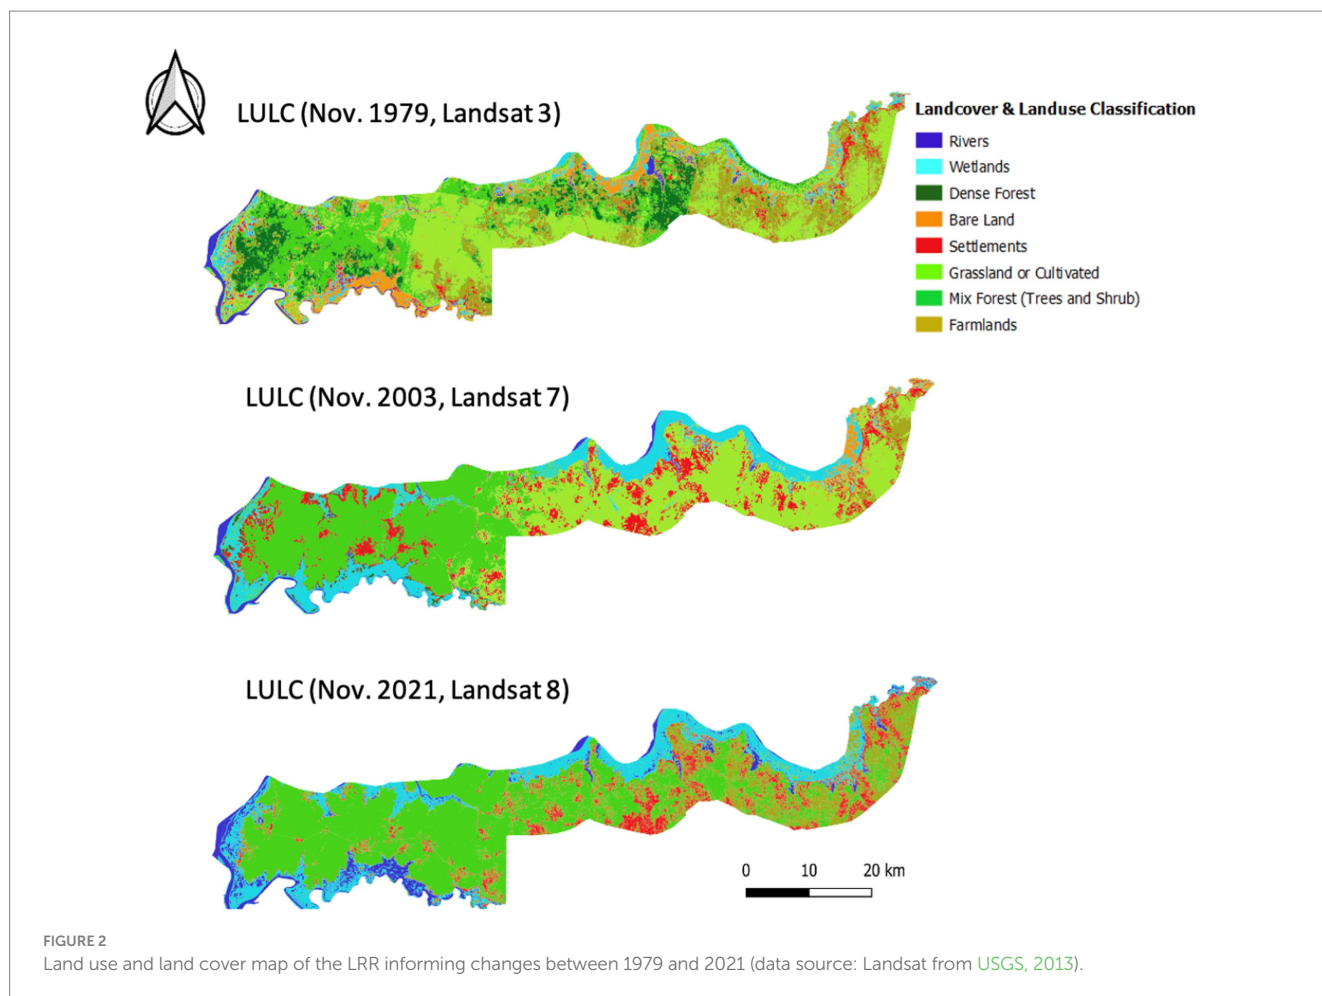 LULC (Nov. 1979, Landsat 3)
Landcover & Landuse Classification
Rivers
Wetlands
Dense Forest
Bare Land
Settlements
Grassland or Cultivated
Mix Forest (Trees and Shrub)
Farmlands
LULC (Nov. 2003, Landsat 7)
LULC (Nov. 2021, Landsat 8)
0 10 20 km
FIGURE 2
Land use and land cover map of the LRR informing changes between 1979 and 2021 (data source: Landsat from USGS, 2013).